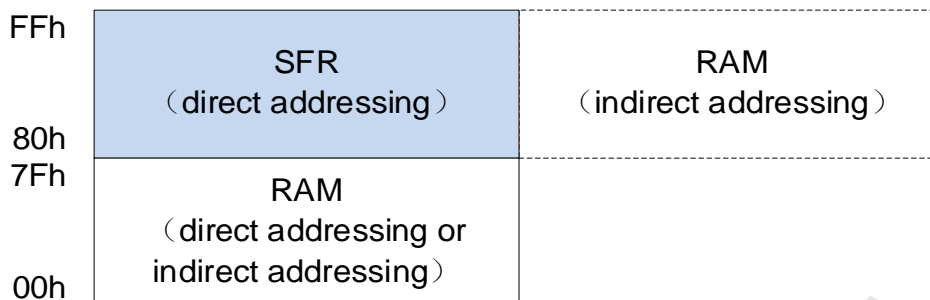 FFh
SFR
（direct addressing）
RAM
（indirect addressing）
80h
7Fh
RAM
（direct addressing or
indirect addressing）
00h